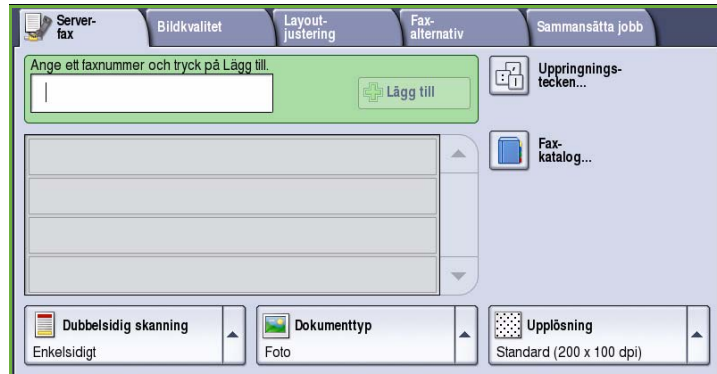 Server-
fax
Bildkvalitet
Layout-
justering
Fax-
alternativ
Sammansätta jobb
Ange ett faxnummer och tryck på Lägg till.
Lägg till
Uppringnings-
tecken...
Fax-
katalog...
Dubbelsidig skanning
Enkelsidigt
Dokumenttyp
Foto
Upplösning
Standard (200 x 100 dpi)